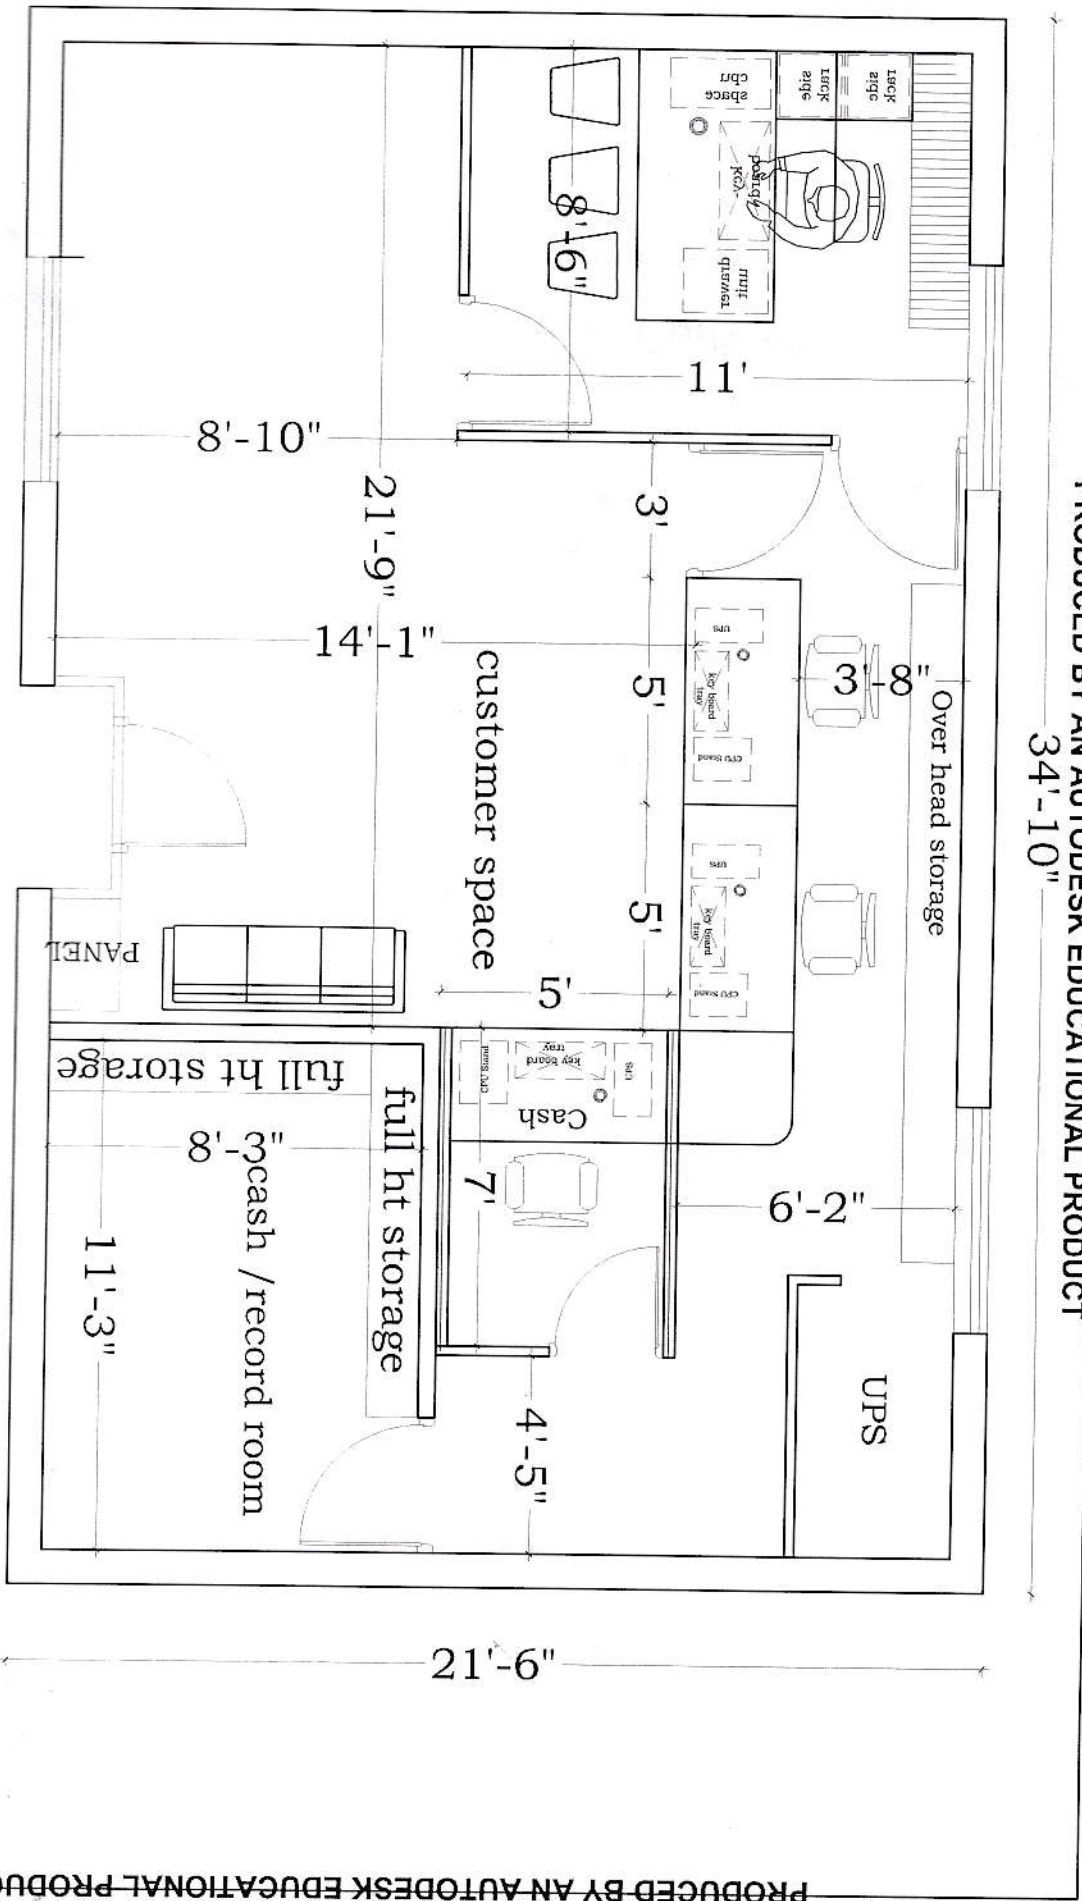 PRODUCED BY AN AUTODESK EDUCATIONAL PRODUCT
34'-10"
rack
side
rack
side
cpu
space
key
board
unit
drawer
8'-6"
11'
8'-10"
21'-9"
3'
14'-1"
customer space
5'
5'
3'-8"
Over head storage
UPS
key board
tray
CPU Stand
UPS
key board
tray
CPU Stand
5'
PANEL
full ht storage
full ht storage
8'-3"
cash /record room
11'-3"
CPU Stand
key board
tray
UPS
Cash
7'
6'-2"
4'-5"
UPS
21'-6"
PRODUCED BY AN AUTODESK EDUCATIONAL PRODUC